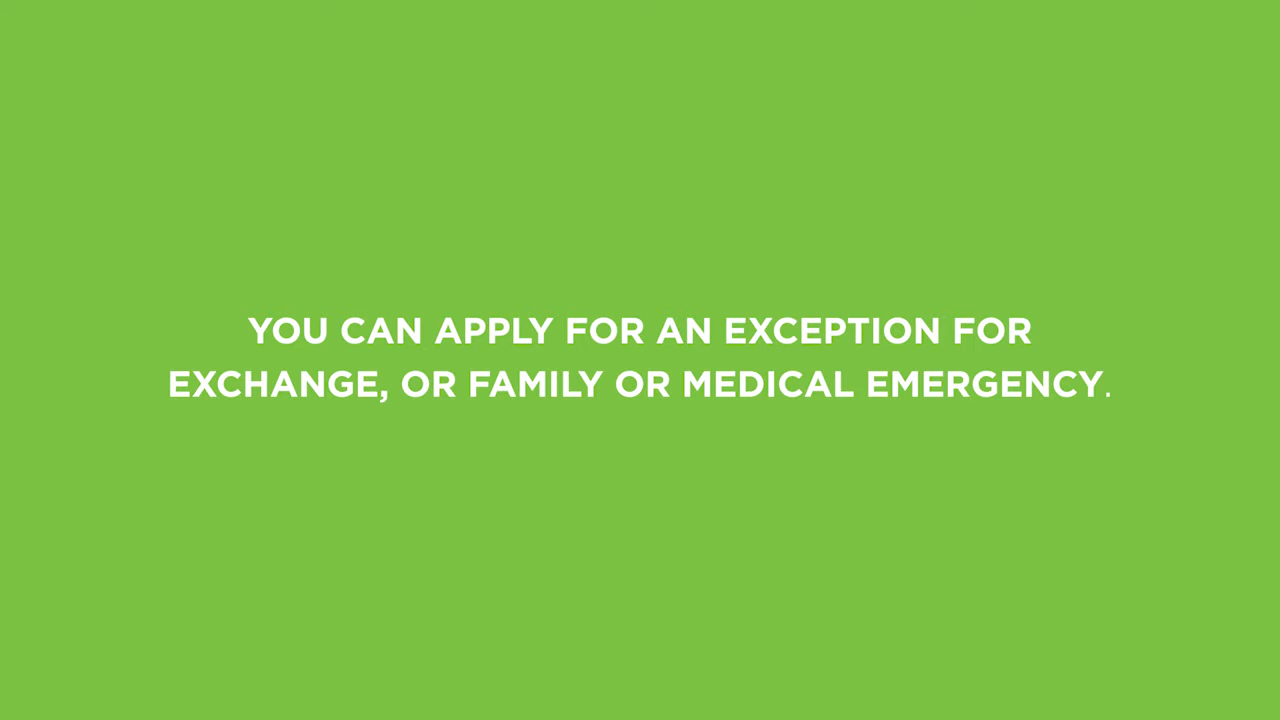 YOU CAN APPLY FOR AN EXCEPTION FOR
EXCHANGE, OR FAMILY OR MEDICAL EMERGENCY.